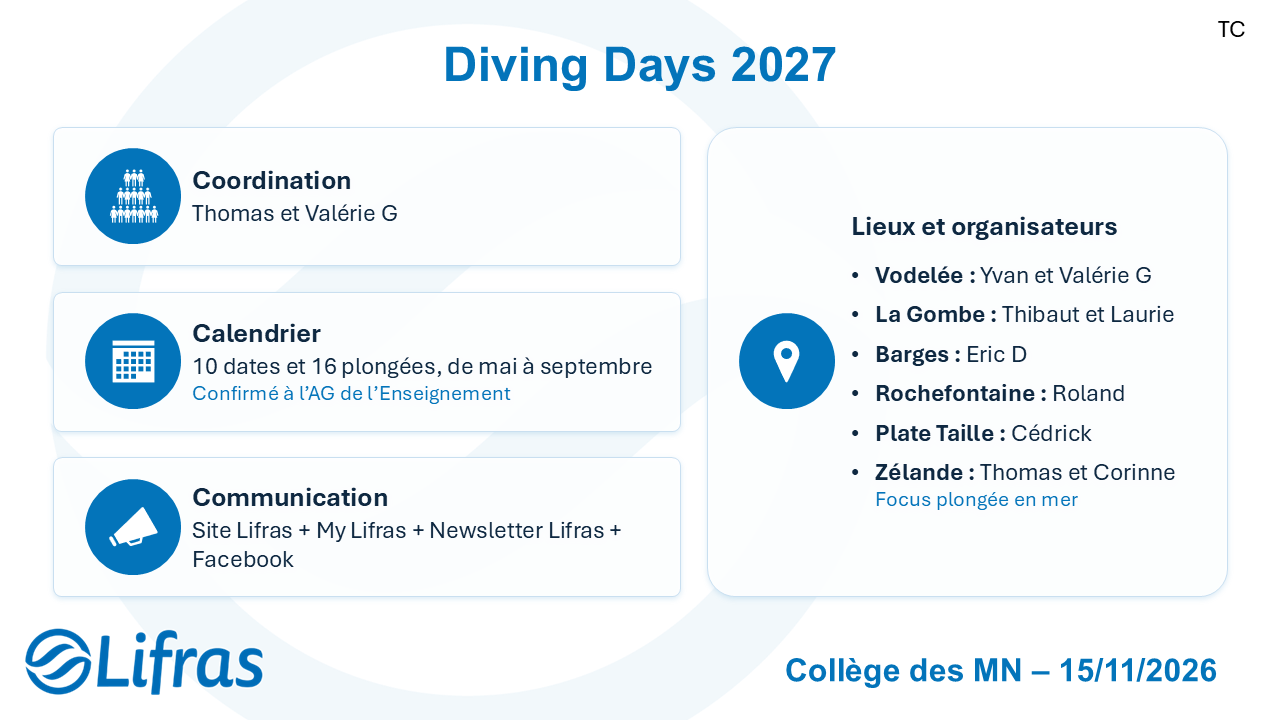 TC
Diving Days 2027
Coordination
Thomas et Valérie G
Calendrier
10 dates et 16 plongées, de mai à septembre
Confirmé à l’AG de l’Enseignement
Communication
Site Lifras + My Lifras + Newsletter Lifras +
Facebook
Lieux et organisateurs
• Vodelée : Yvan et Valérie G
• La Gombe : Thibaut et Laurie
• Barges : Eric D
• Rochefontaine : Roland
• Plate Taille : Cédrick
• Zélande : Thomas et Corinne
Focus plongée en mer
Lifras
Collège des MN – 15/11/2026